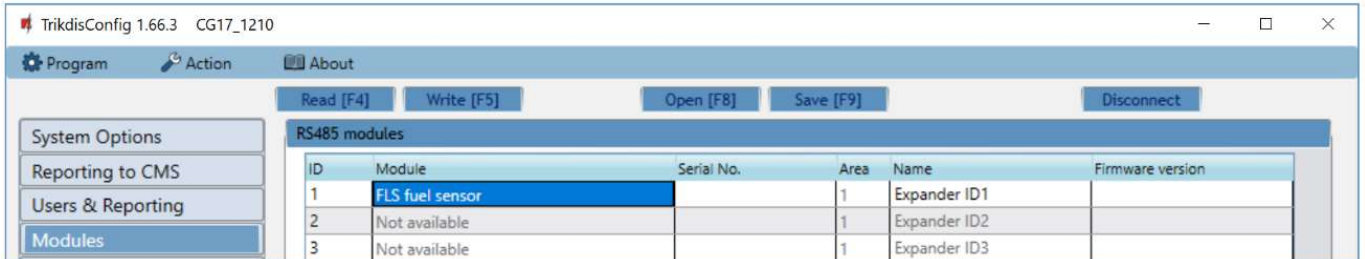 TrikdisConfig 1.66.3 CG17_1210
Program Action About
Read [F4] Write [F5] Open [F8] Save [F9] Disconnect
System Options
Reporting to CMS
Users & Reporting
Modules
RS485 modules
ID Module Serial No. Area Name Firmware version
1 FLS fuel sensor 1 Expander ID1
2 Not available 1 Expander ID2
3 Not available 1 Expander ID3